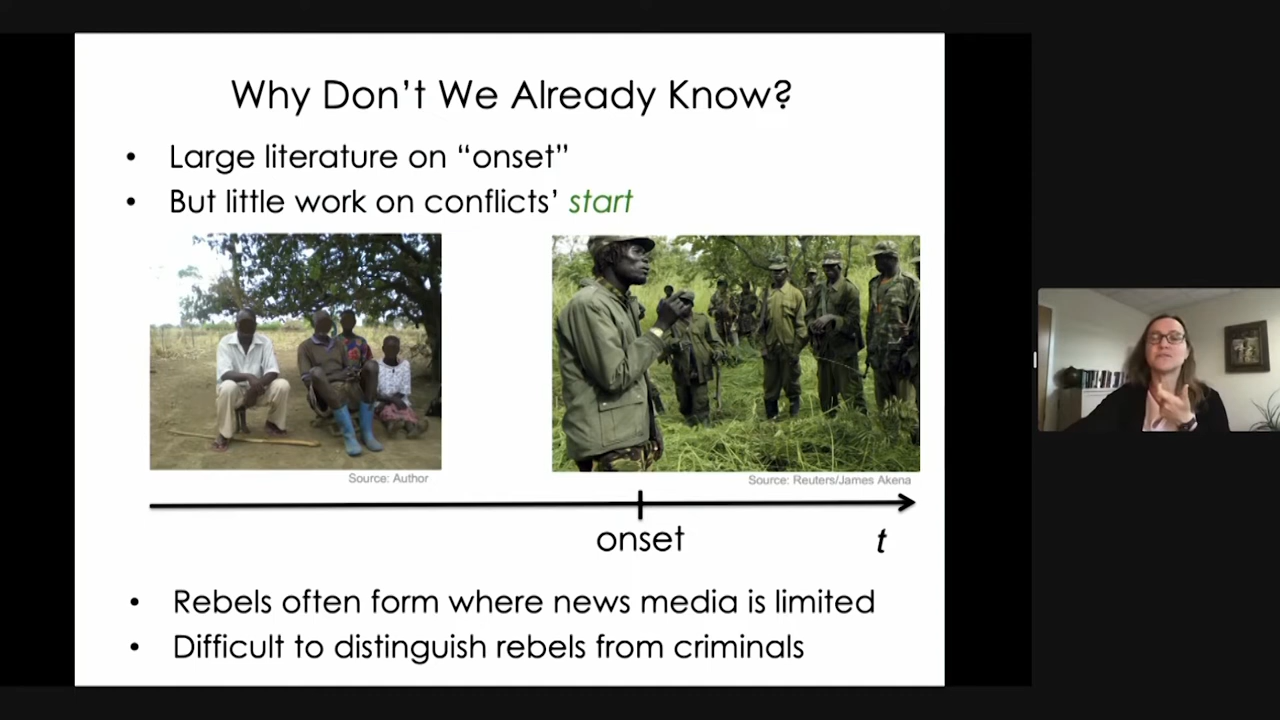 Why Don't We Already Know?
• Large literature on “onset”
• But little work on conflicts’ start
Source: Author
Source: Reuters/James Akena
onset
t
• Rebels often form where news media is limited
• Difficult to distinguish rebels from criminals